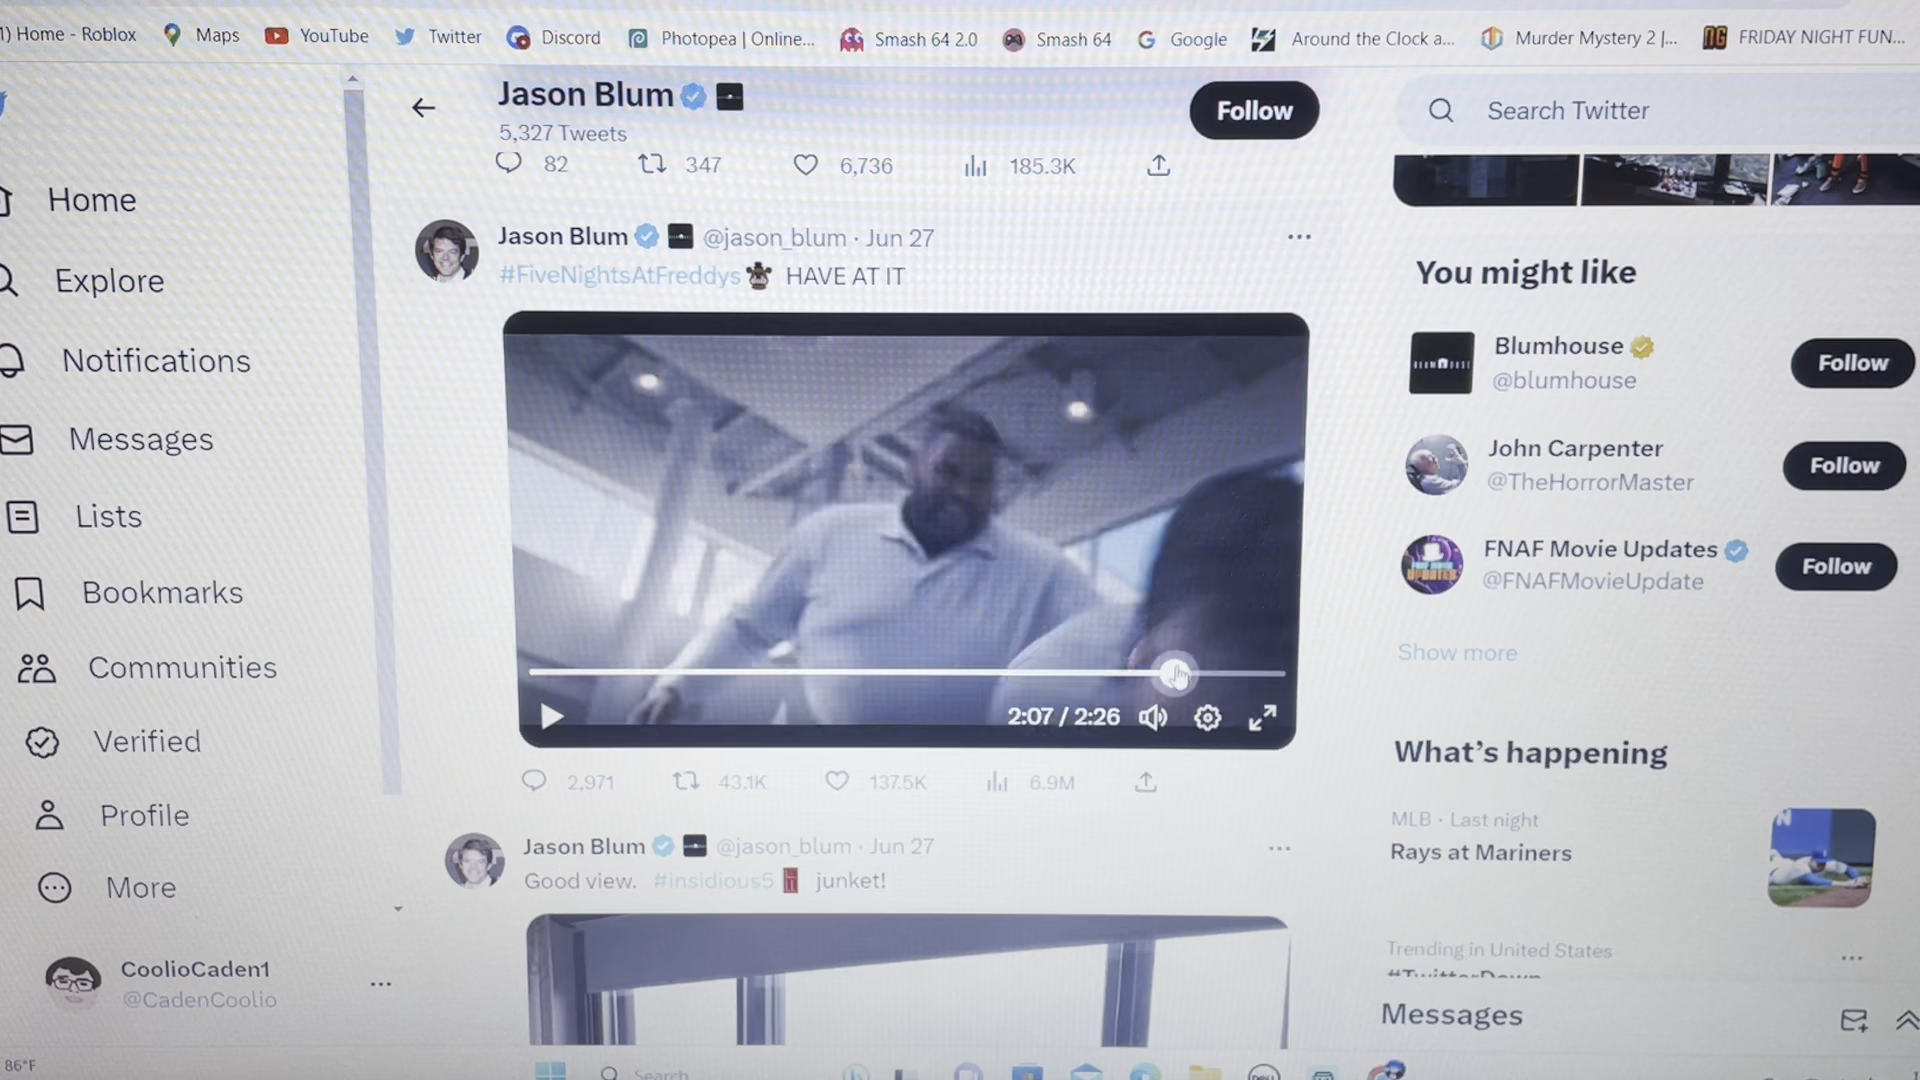 1) Home - Roblox
Maps
YouTube
Twitter
Discord
Photopea | Online...
Smash 64 2.0
Smash 64
Google
Around the Clock a...
Murder Mystery 2 |...
FRIDAY NIGHT FUN...
Jason Blum
5,327 Tweets
Follow
Search Twitter
82
347
6,736
185.3K
Home
Explore
Notifications
Messages
Lists
Bookmarks
Communities
Verified
Profile
More
CoolioCaden1
@CadenCoolio
Jason Blum @jason_blum · Jun 27
#FiveNightsAtFreddys HAVE AT IT
2:07 / 2:26
2,971
43.1K
137.5K
6.9M
Jason Blum @jason_blum · Jun 27
Good view. #insidious5 junket!
You might like
Blumhouse
@blumhouse
Follow
John Carpenter
@TheHorrorMaster
Follow
FNAF Movie Updates
@FNAFMovieUpdate
Follow
Show more
What's happening
MLB · Last night
Rays at Mariners
Trending in United States
Messages
86°F
Search